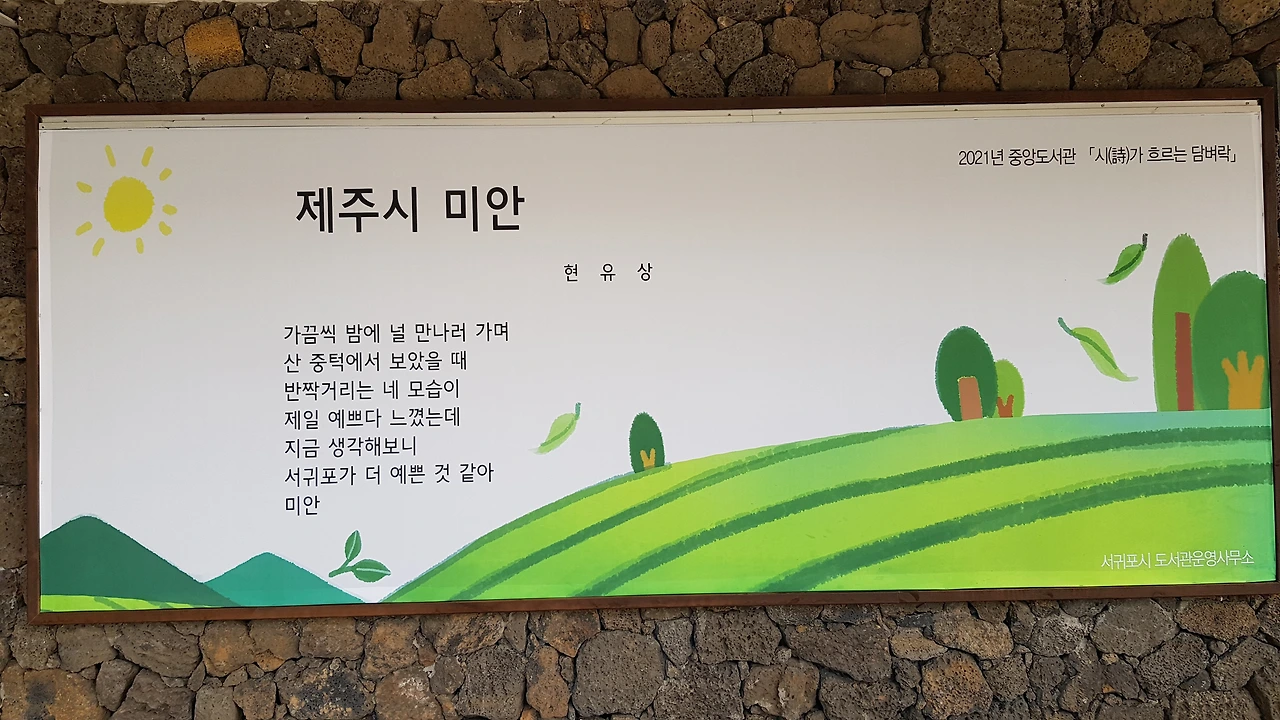 2021년 중앙도서관 「시(詩)가 흐르는 담벼락」
제주시 미안
현 유 상
가끔씩 밤에 널 만나러 가며
산 중턱에서 보았을 때
반짝거리는 네 모습이
제일 예쁘다 느꼈는데
지금 생각해보니
서귀포가 더 예쁜 것 같아
미안
서귀포시 도서관운영사무소